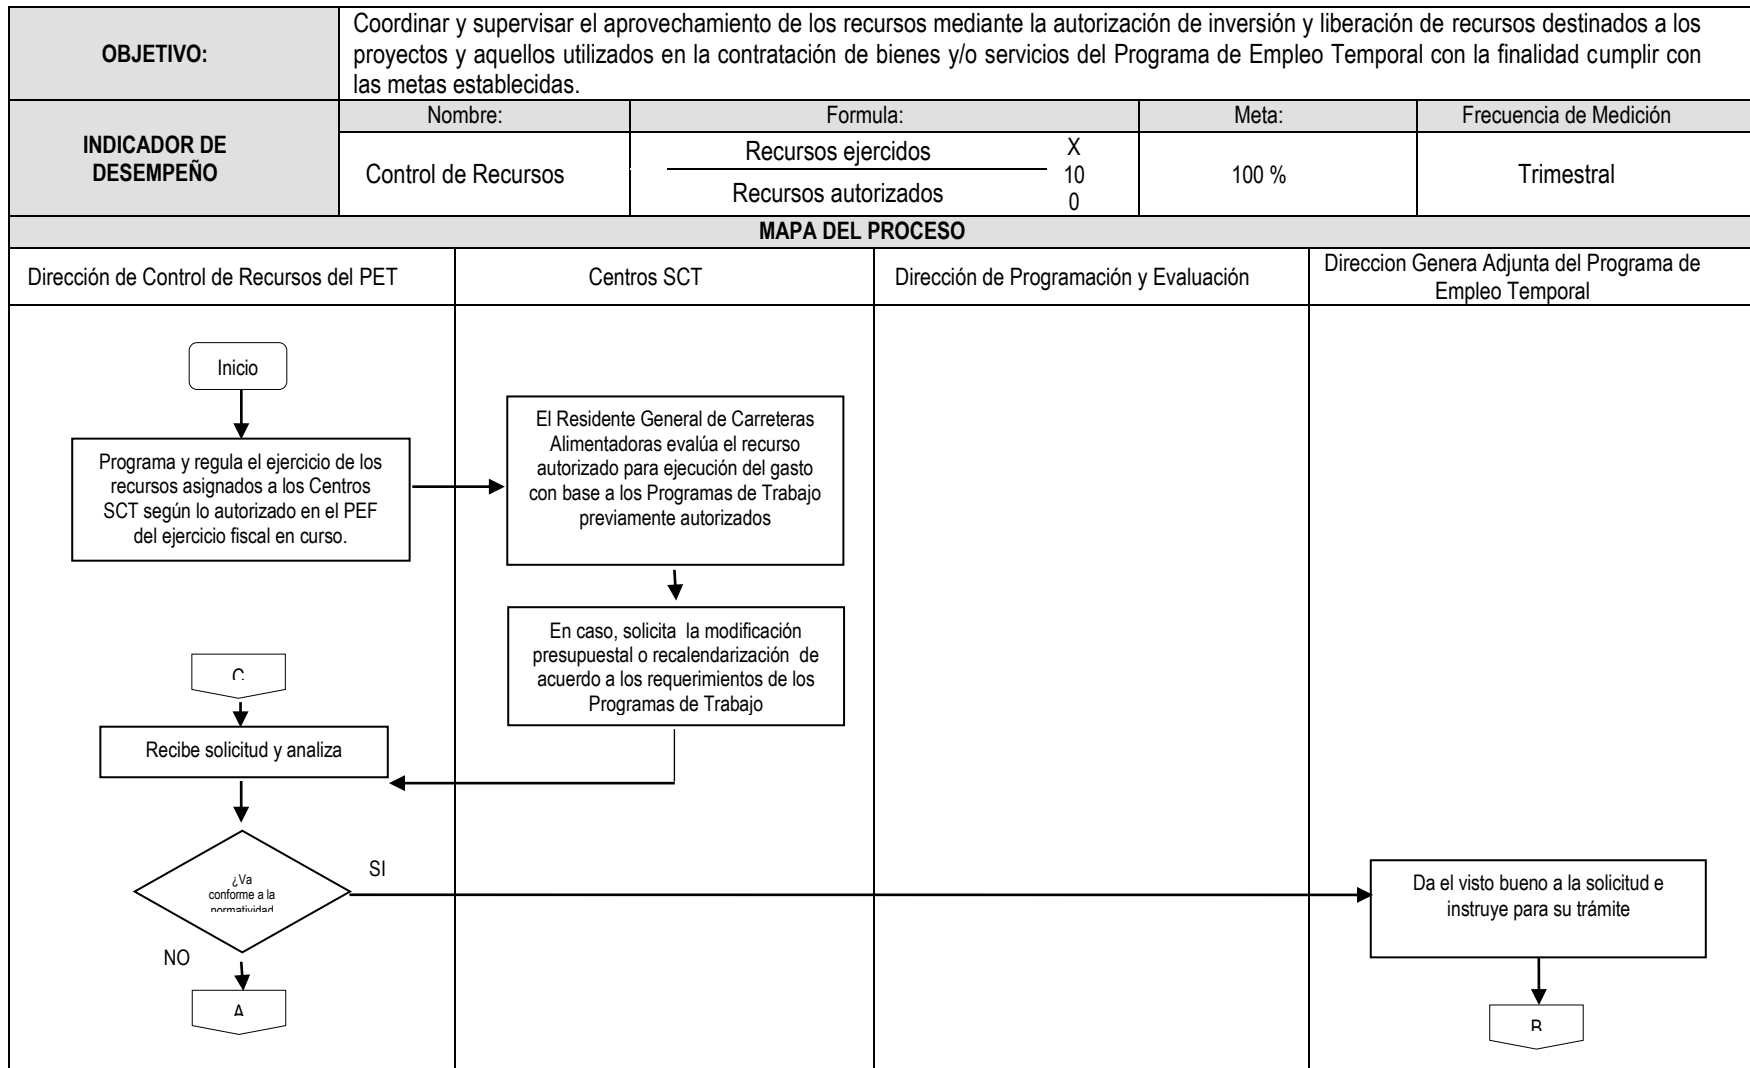 OBJETIVO:
Coordinar y supervisar el aprovechamiento de los recursos mediante la autorización de inversión y liberación de recursos destinados a los
proyectos y aquellos utilizados en la contratación de bienes y/o servicios del Programa de Empleo Temporal con la finalidad cumplir con
las metas establecidas.
INDICADOR DE
DESEMPEÑO
Nombre:
Formula:
Meta:
Frecuencia de Medición
Control de Recursos
Recursos ejercidos
Recursos autorizados
X
10
0
100 %
Trimestral
MAPA DEL PROCESO
Dirección de Control de Recursos del PET
Centros SCT
Dirección de Programación y Evaluación
Direccion Genera Adjunta del Programa de
Empleo Temporal
Inicio
Programa y regula el ejercicio de los
recursos asignados a los Centros
SCT según lo autorizado en el PEF
del ejercicio fiscal en curso.
El Residente General de Carreteras
Alimentadoras evalúa el recurso
autorizado para ejecución del gasto
con base a los Programas de Trabajo
previamente autorizados
En caso, solicita la modificación
presupuestal o recalendarización de
acuerdo a los requerimientos de los
Programas de Trabajo
C
Recibe solicitud y analiza
¿Va
conforme a la
normatividad
SI
NO
A
Da el visto bueno a la solicitud e
instruye para su trámite
B